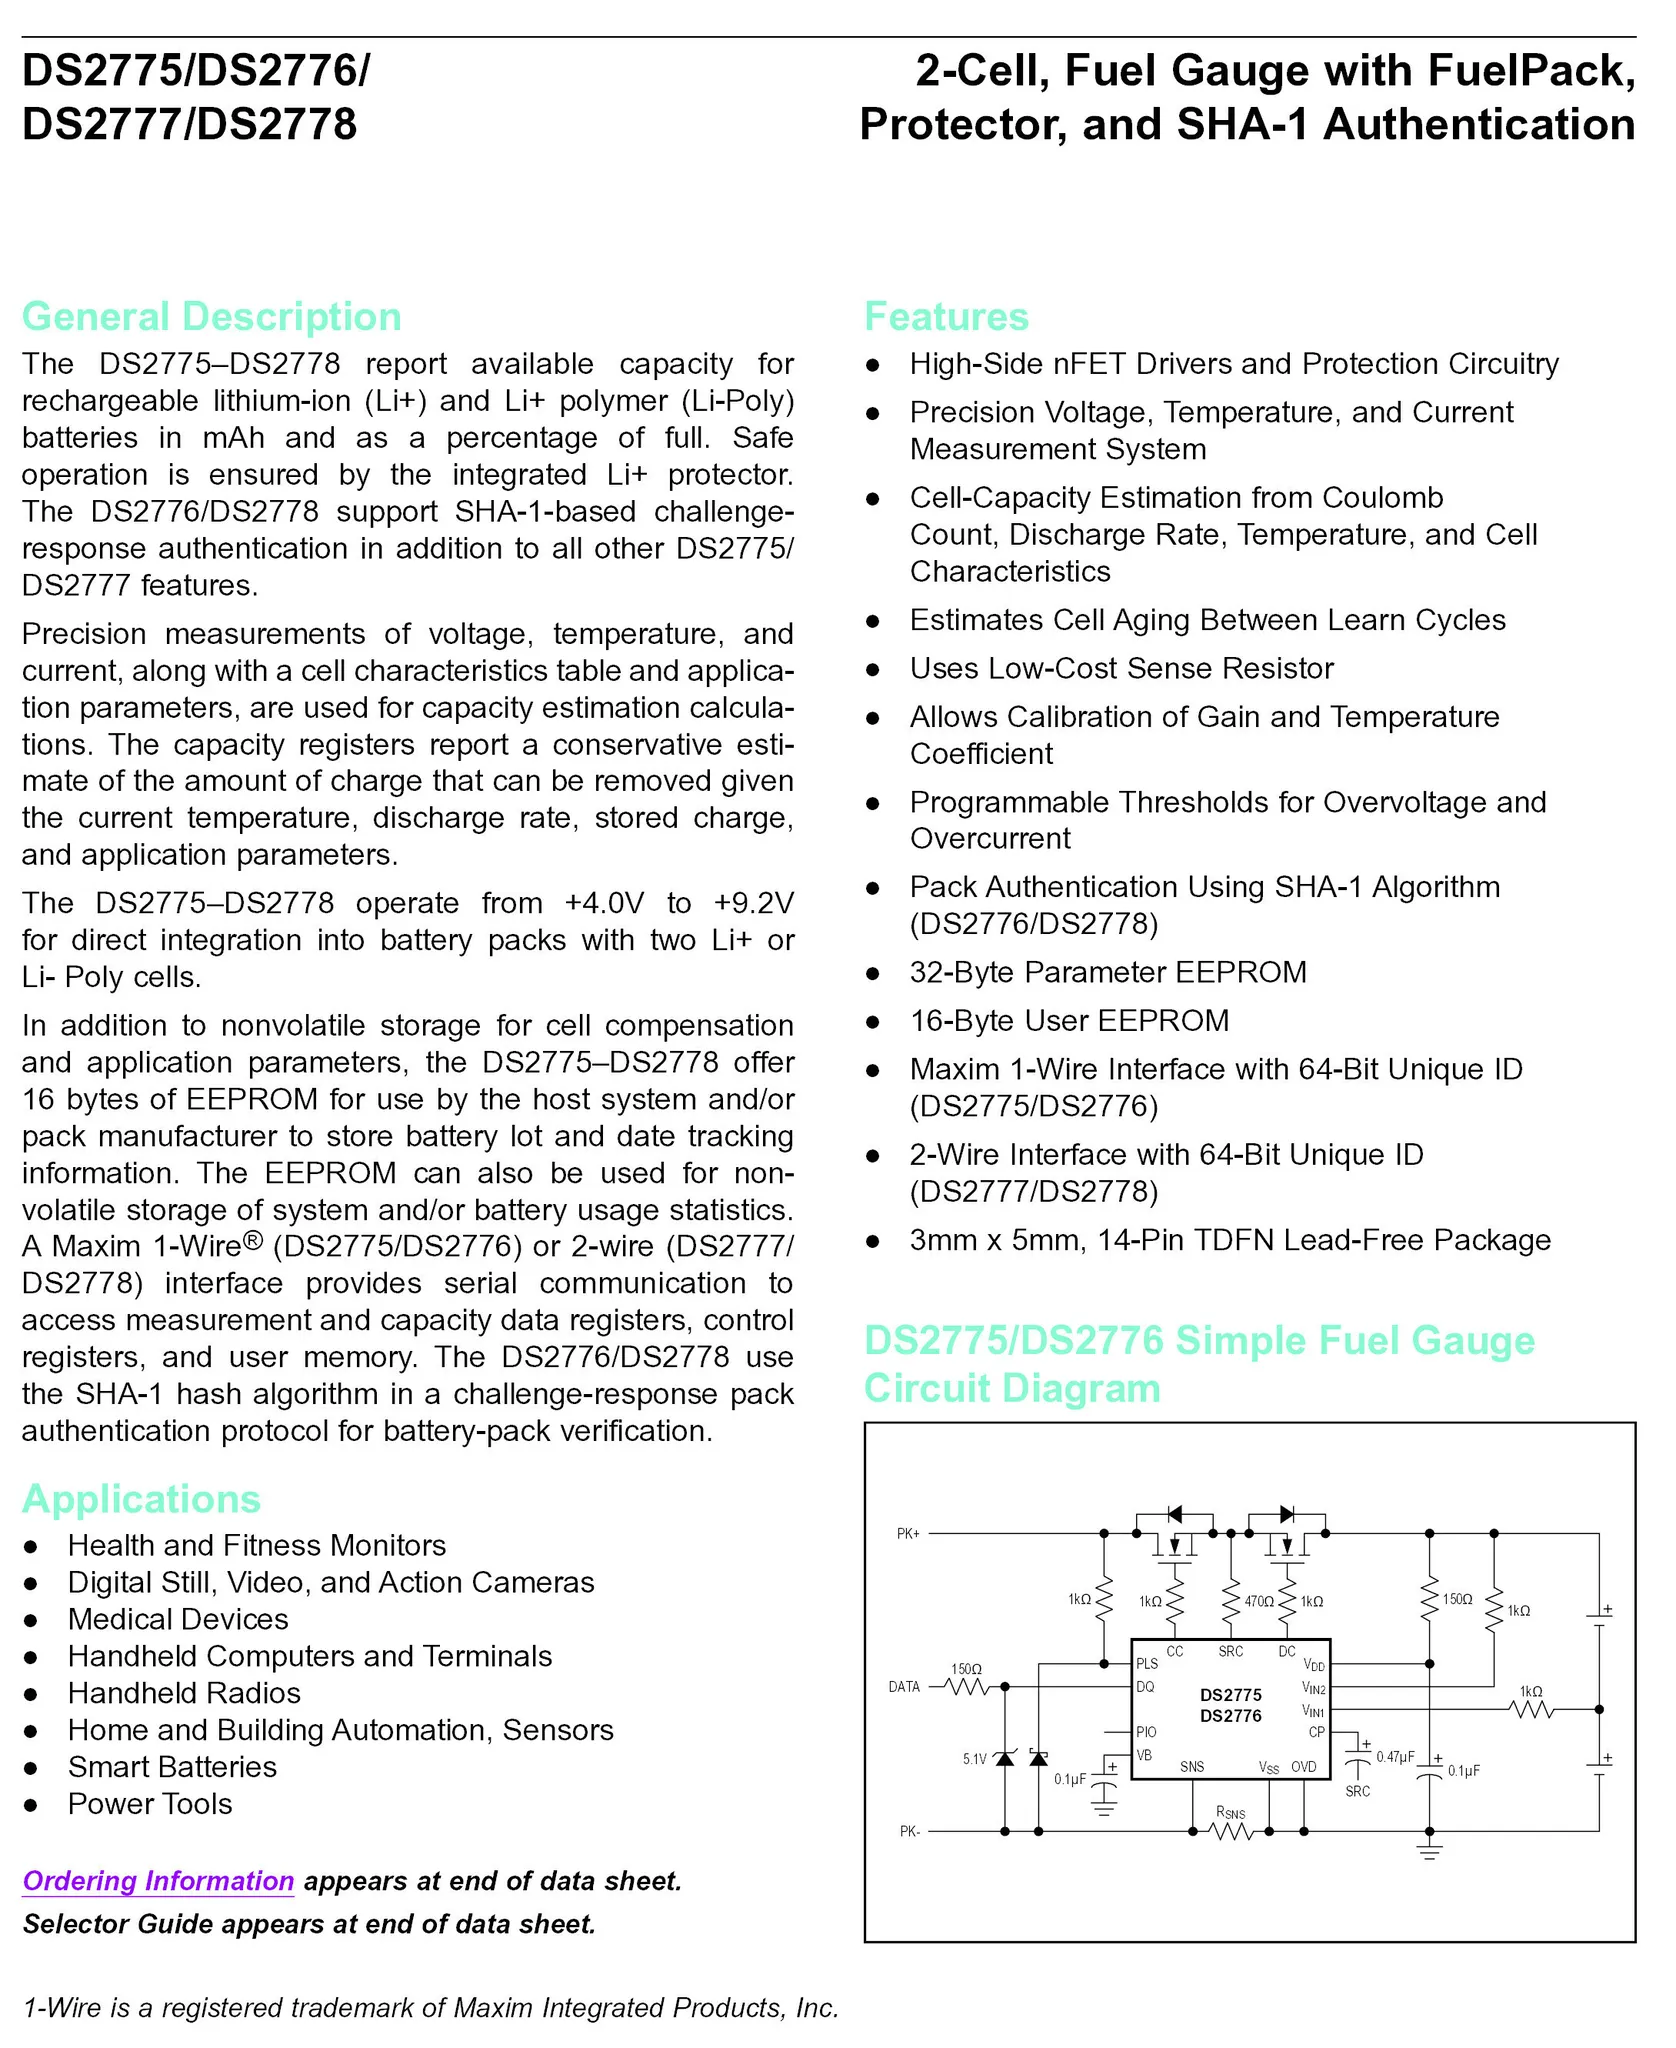 DS2775/DS2776/
DS2777/DS2778
2-Cell, Fuel Gauge with FuelPack,
Protector, and SHA-1 Authentication
General Description
The DS2775–DS2778 report available capacity for
rechargeable lithium-ion (Li+) and Li+ polymer (Li-Poly)
batteries in mAh and as a percentage of full. Safe
operation is ensured by the integrated Li+ protector.
The DS2776/DS2778 support SHA-1-based challenge-
response authentication in addition to all other DS2775/
DS2777 features.
Precision measurements of voltage, temperature, and
current, along with a cell characteristics table and applica-
tion parameters, are used for capacity estimation calcula-
tions. The capacity registers report a conservative esti-
mate of the amount of charge that can be removed given
the current temperature, discharge rate, stored charge,
and application parameters.
The DS2775–DS2778 operate from +4.0V to +9.2V
for direct integration into battery packs with two Li+ or
Li- Poly cells.
In addition to nonvolatile storage for cell compensation
and application parameters, the DS2775–DS2778 offer
16 bytes of EEPROM for use by the host system and/or
pack manufacturer to store battery lot and date tracking
information. The EEPROM can also be used for non-
volatile storage of system and/or battery usage statistics.
A Maxim 1-Wire® (DS2775/DS2776) or 2-wire (DS2777/
DS2778) interface provides serial communication to
access measurement and capacity data registers, control
registers, and user memory. The DS2776/DS2778 use
the SHA-1 hash algorithm in a challenge-response pack
authentication protocol for battery-pack verification.
Applications
● Health and Fitness Monitors
● Digital Still, Video, and Action Cameras
● Medical Devices
● Handheld Computers and Terminals
● Handheld Radios
● Home and Building Automation, Sensors
● Smart Batteries
● Power Tools
Ordering Information appears at end of data sheet.
Selector Guide appears at end of data sheet.
1-Wire is a registered trademark of Maxim Integrated Products, Inc.
Features
● High-Side nFET Drivers and Protection Circuitry
● Precision Voltage, Temperature, and Current
Measurement System
● Cell-Capacity Estimation from Coulomb
Count, Discharge Rate, Temperature, and Cell
Characteristics
● Estimates Cell Aging Between Learn Cycles
● Uses Low-Cost Sense Resistor
● Allows Calibration of Gain and Temperature
Coefficient
● Programmable Thresholds for Overvoltage and
Overcurrent
● Pack Authentication Using SHA-1 Algorithm
(DS2776/DS2778)
● 32-Byte Parameter EEPROM
● 16-Byte User EEPROM
● Maxim 1-Wire Interface with 64-Bit Unique ID
(DS2775/DS2776)
● 2-Wire Interface with 64-Bit Unique ID
(DS2777/DS2778)
● 3mm x 5mm, 14-Pin TDFN Lead-Free Package
DS2775/DS2776 Simple Fuel Gauge
Circuit Diagram
PK+
1kΩ 1kΩ 470Ω 1kΩ 150Ω 1kΩ +
CC SRC DC
PLS VDD
DATA 150Ω DQ VIN2 1kΩ
DS2775 VIN1
DS2776
PIO CP
5.1V VB + 0.47µF + +
0.1µF SNS VSS OVD 0.1µF
SRC
RSNS
PK-